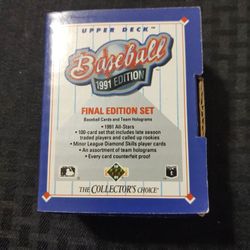 UPPER DECK
Baseball
1991 EDITION
FINAL EDITION SET
Baseball Cards and Team Holograms
• 1991 All-Stars
• 100-card set that includes late season
traded players and called up rookies
• Minor League Diamond Skills player cards
• An assortment of team holograms
• Every card counterfeit proof!
THE COLLECTOR'S CHOICE